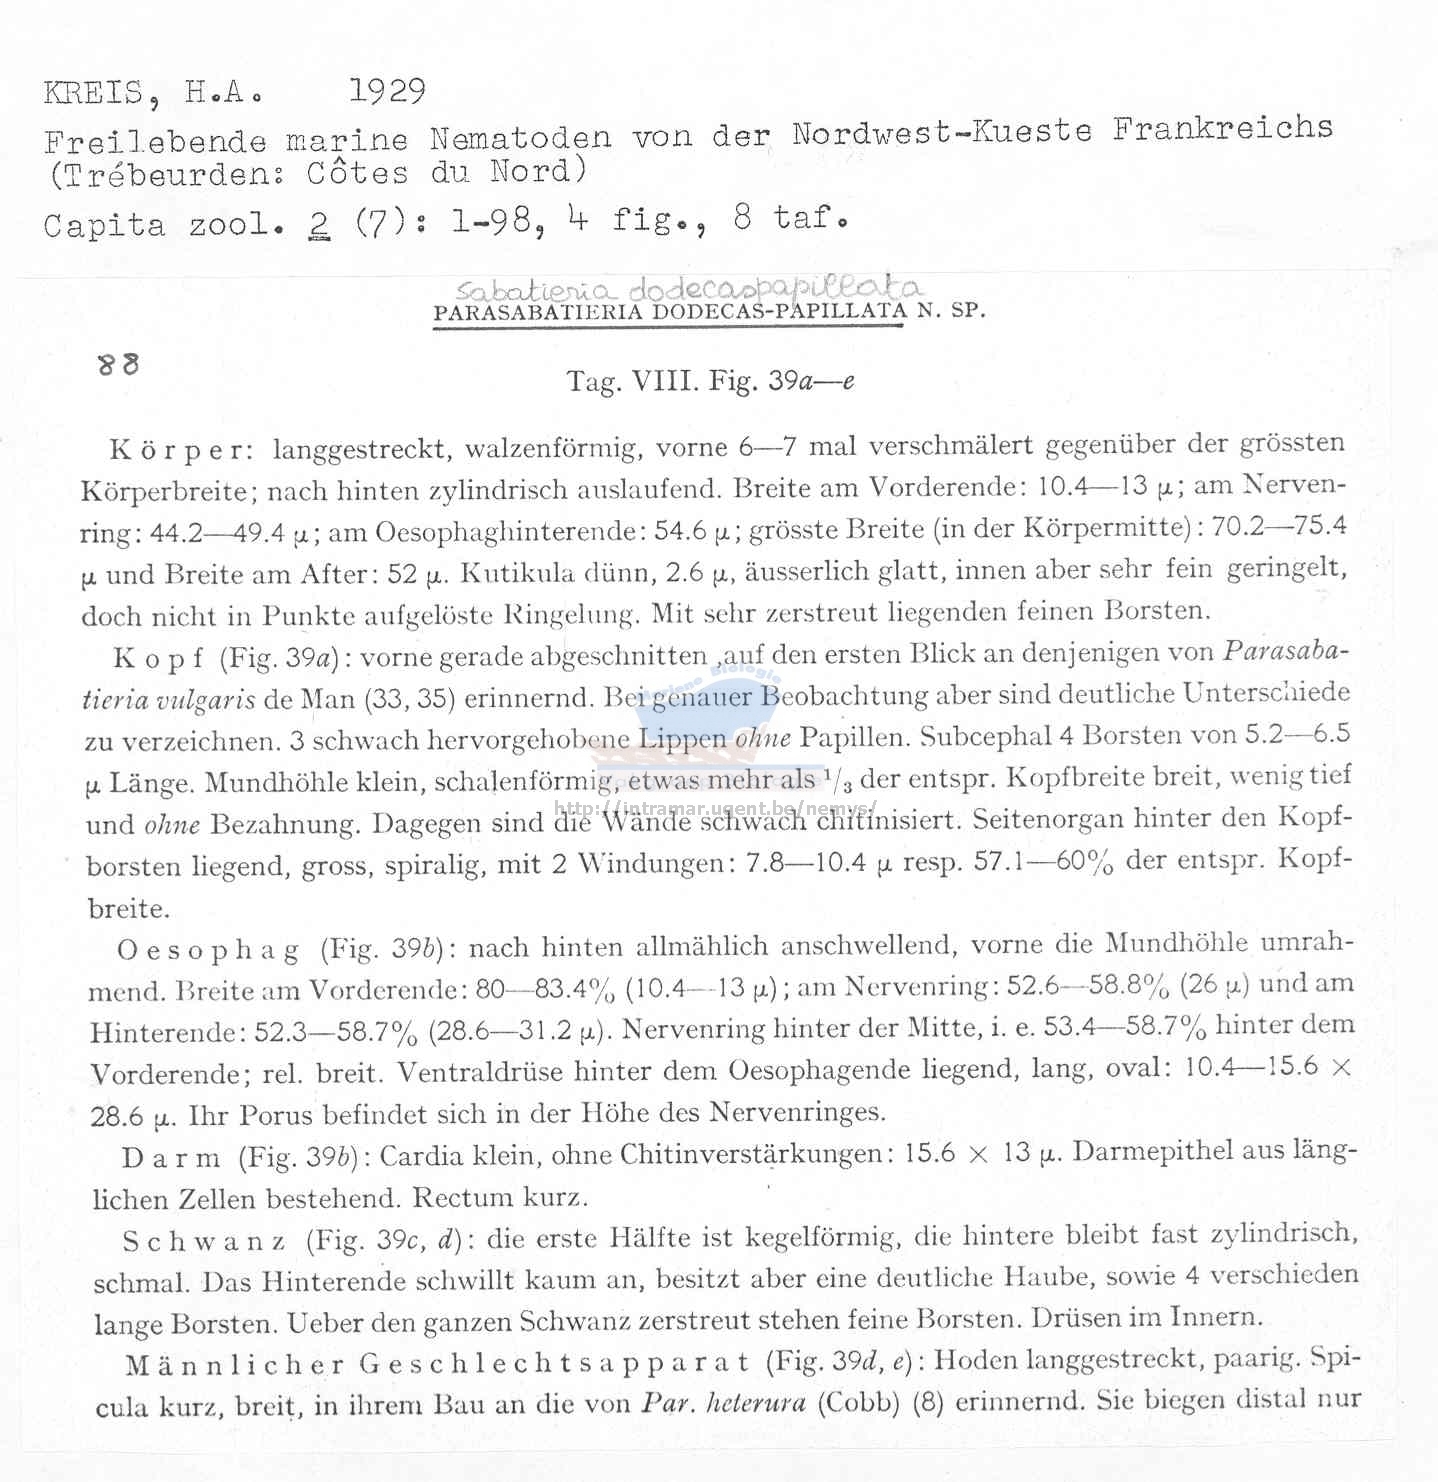 KREIS, H.A. 1929
Freilebende marine Nematoden von der Nordwest-Kueste Frankreichs
(Trébeurden: Côtes du Nord)
Capita zool. 2 (7): 1-98, 4 fig., 8 taf.
Sabatieria dodecaspapillata
PARASABATIERIA DODECAS-PAPILLATA N. SP.
88
Tag. VIII. Fig. 39a—e
Körper: langgestreckt, walzenförmig, vorne 6—7 mal verschmälert gegenüber der grössten
Körperbreite; nach hinten zylindrisch auslaufend. Breite am Vorderende: 10.4—13 µ; am Nerven-
ring: 44.2—49.4 µ; am Oesophaghinterende: 54.6 µ; grösste Breite (in der Körpermitte): 70.2—75.4
µ und Breite am After: 52 µ. Kutikula dünn, 2.6 µ, äusserlich glatt, innen aber sehr fein geringelt,
doch nicht in Punkte aufgelöste Ringelung. Mit sehr zerstreut liegenden feinen Borsten.
Kopf (Fig. 39a): vorne gerade abgeschnitten ,auf den ersten Blick an denjenigen von Parasaba-
tieria vulgaris de Man (33, 35) erinnernd. Bei genauer Beobachtung aber sind deutliche Unterschiede
zu verzeichnen. 3 schwach hervorgehobene Lippen ohne Papillen. Subcephal 4 Borsten von 5.2—6.5
µ Länge. Mundhöhle klein, schalenförmig, etwas mehr als 1/3 der entspr. Kopfbreite breit, wenig tief
und ohne Bezahnung. Dagegen sind die Wände schwach chitinisiert. Seitenorgan hinter den Kopf-
borsten liegend, gross, spiralig, mit 2 Windungen: 7.8—10.4 µ resp. 57.1—60% der entspr. Kopf-
breite.
Oesophag (Fig. 39b): nach hinten allmählich anschwellend, vorne die Mundhöhle umrah-
mend. Breite am Vorderende: 80—83.4% (10.4—13 µ); am Nervenring: 52.6—58.8% (26 µ) und am
Hinterende: 52.3—58.7% (28.6—31.2 µ). Nervenring hinter der Mitte, i. e. 53.4—58.7% hinter dem
Vorderende; rel. breit. Ventraldrüse hinter dem Oesophagende liegend, lang, oval: 10.4—15.6 ×
28.6 µ. Ihr Porus befindet sich in der Höhe des Nervenringes.
Darm (Fig. 39b): Cardia klein, ohne Chitinverstärkungen: 15.6 × 13 µ. Darmepithel aus läng-
lichen Zellen bestehend. Rectum kurz.
Schwanz (Fig. 39c, d): die erste Hälfte ist kegelförmig, die hintere bleibt fast zylindrisch,
schmal. Das Hinterende schwillt kaum an, besitzt aber eine deutliche Haube, sowie 4 verschieden
lange Borsten. Ueber den ganzen Schwanz zerstreut stehen feine Borsten. Drüsen im Innern.
Männlicher Geschlechtsapparat (Fig. 39d, e): Hoden langgestreckt, paarig. Spi-
cula kurz, breit, in ihrem Bau an die von Par. heterura (Cobb) (8) erinnernd. Sie biegen distal nur
Mariene Biologie
http://intramar.ugent.be/nemys/